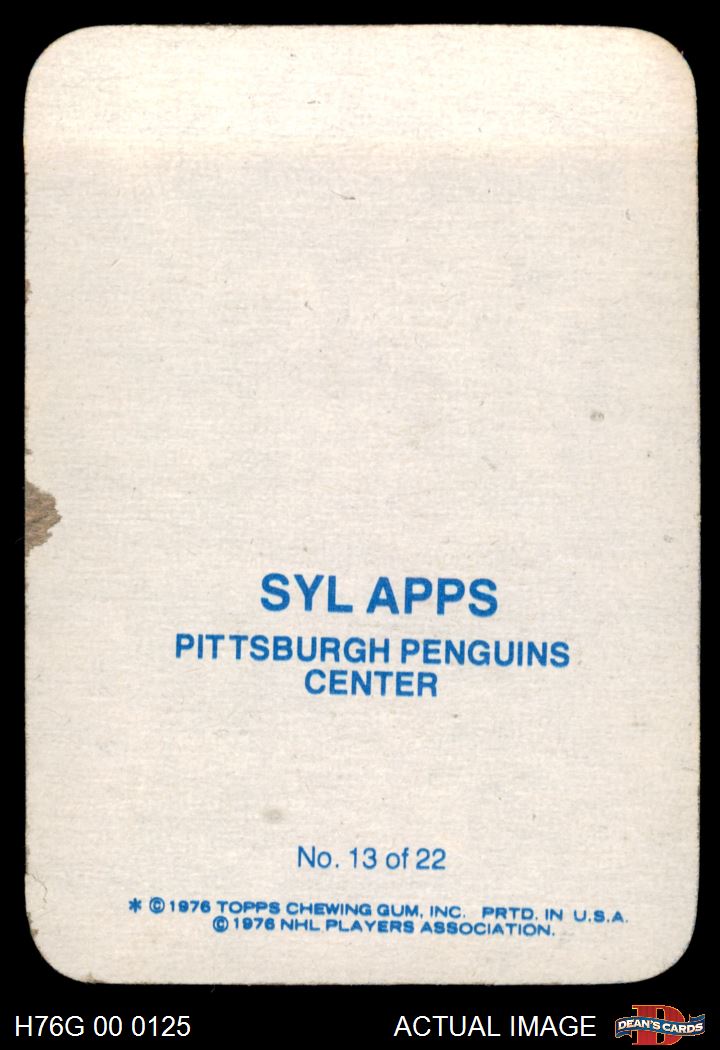 SYL APPS
PITTSBURGH PENGUINS
CENTER
No. 13 of 22
* © 1976 TOPPS CHEWING GUM, INC. PRTD. IN U.S.A.
© 1976 NHL PLAYERS ASSOCIATION.
H76G 00 0125 ACTUAL IMAGE DEAN'S CARDS